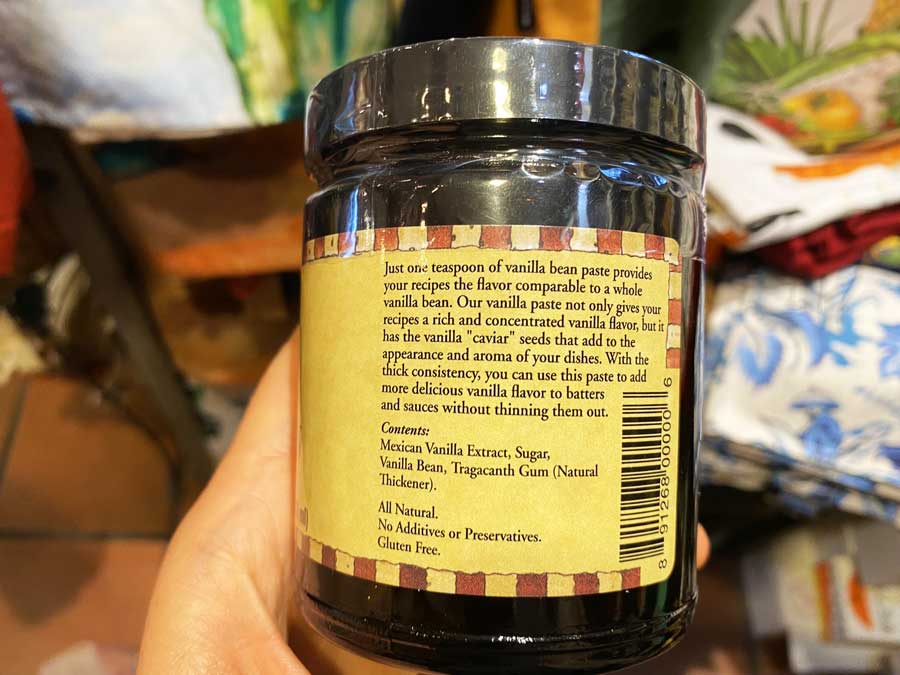 Just one teaspoon of vanilla bean paste provides
your recipes the flavor comparable to a whole
vanilla bean. Our vanilla paste not only gives your
recipes a rich and concentrated vanilla flavor, but it
has the vanilla "caviar" seeds that add to the
appearance and aroma of your dishes. With the
thick consistency, you can use this paste to add
more delicious vanilla flavor to batters
and sauces without thinning them out.
Contents:
Mexican Vanilla Extract, Sugar,
Vanilla Bean, Tragacanth Gum (Natural
Thickener).
All Natural.
No Additives or Preservatives.
Gluten Free.
8 91268 00000 6